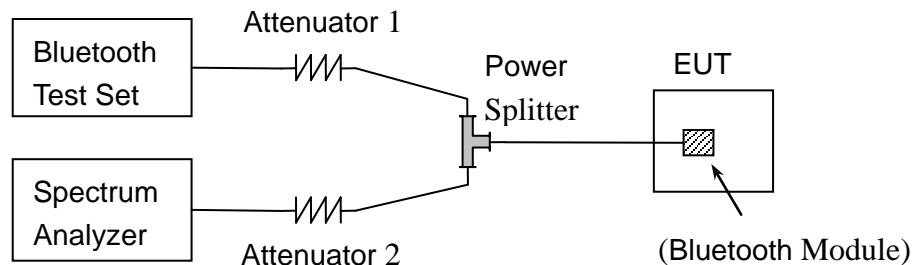 Bluetooth
Test Set
Attenuator 1
Power
Splitter
EUT
Spectrum
Analyzer
Attenuator 2
(Bluetooth Module)